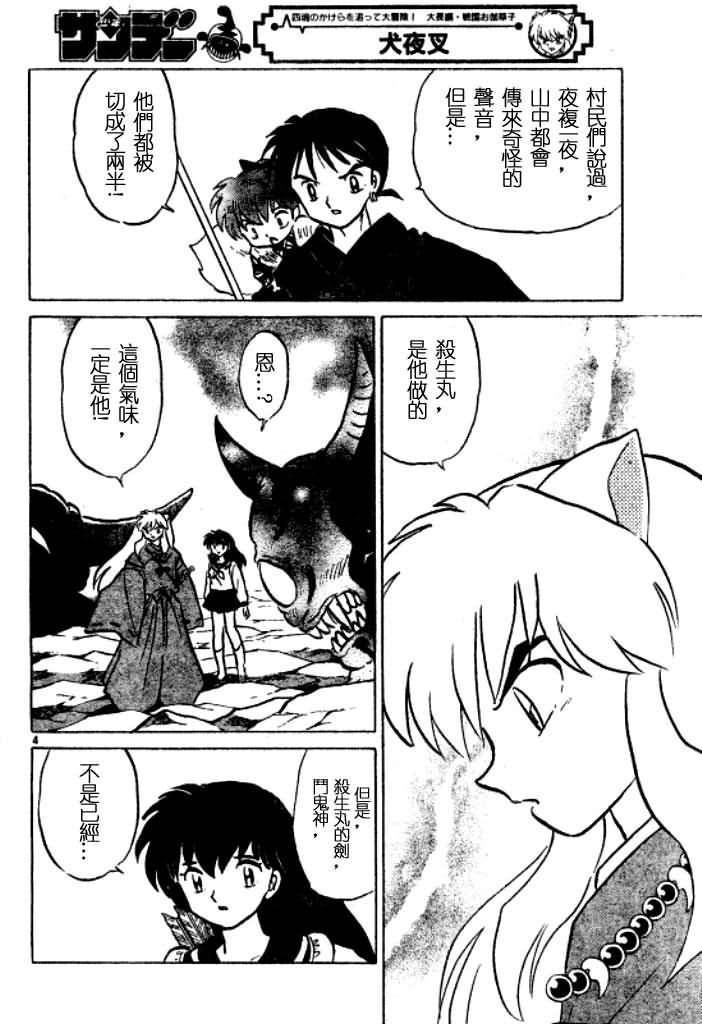 サンデー
四魂のかけらを追って大冒険！ 大長編・戦国お伽草子
犬夜叉
村民們說過，
夜複一夜，
山中都會
傳來奇怪的
聲音，
但是…
他們都被
切成了兩半!
殺生丸，
是他做的
恩…?
這個氣味，
一定是他!
4
但是，
殺生丸的劍，
鬥鬼神，
不是已經…